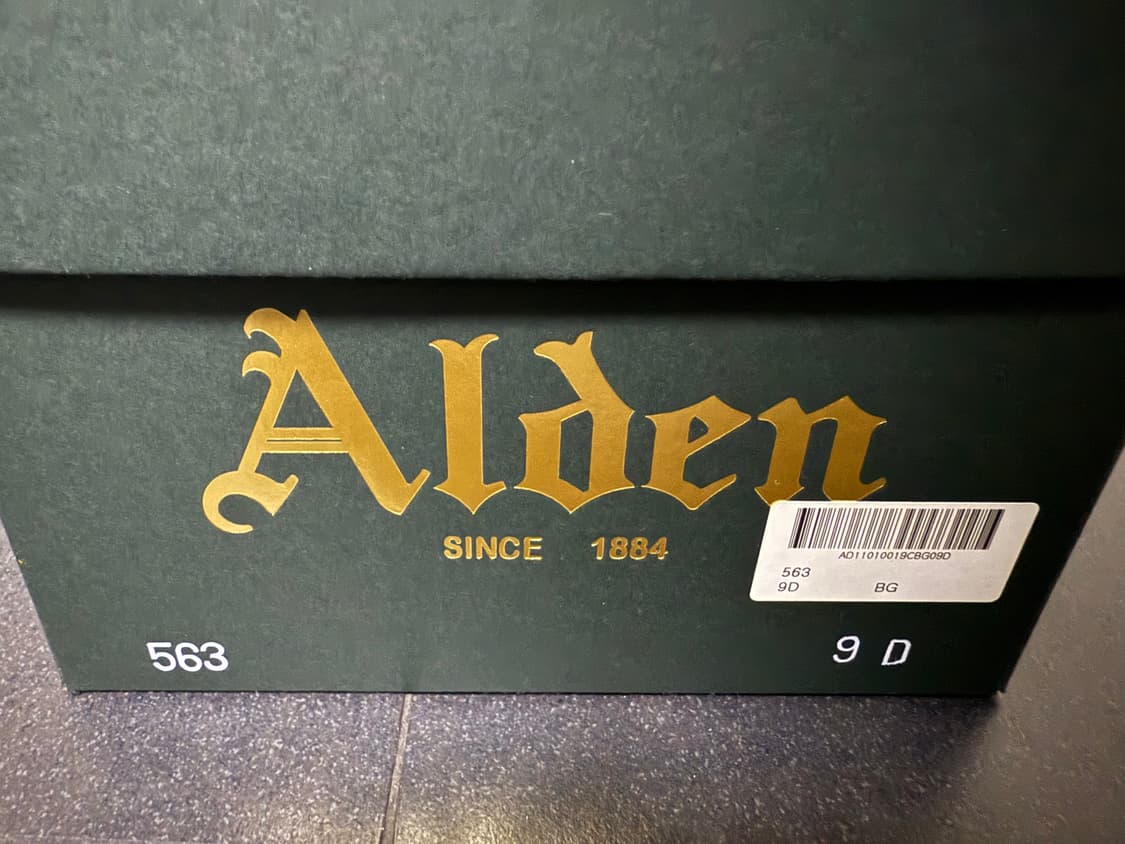 Alden
SINCE 1884
AD11010019CBG09D
563
9D BG
563 9 D